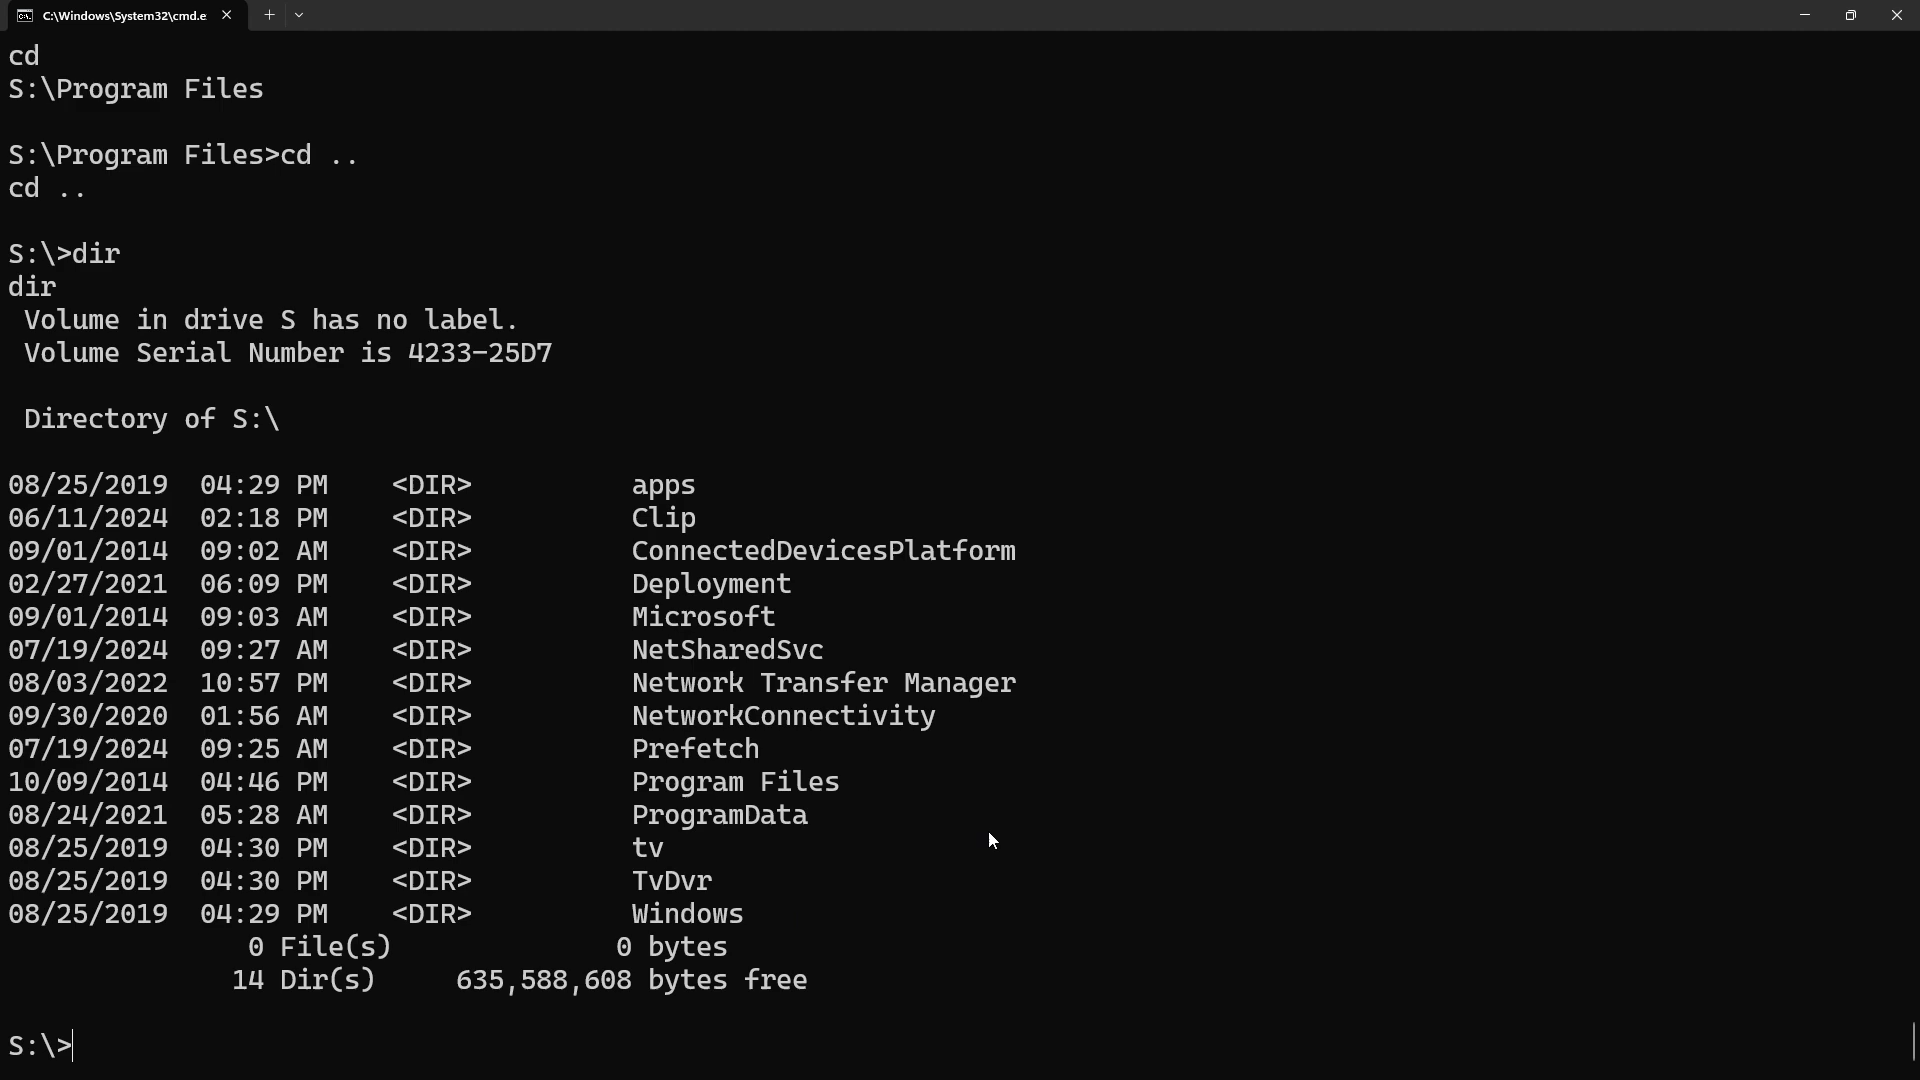 C:\Windows\System32\cmd.e
cd
S:\Program Files
S:\Program Files>cd ..
cd ..
S:\>dir
dir
Volume in drive S has no label.
Volume Serial Number is 4233-25D7
Directory of S:\
08/25/2019  04:29 PM    <DIR>          apps
06/11/2024  02:18 PM    <DIR>          Clip
09/01/2014  09:02 AM    <DIR>          ConnectedDevicesPlatform
02/27/2021  06:09 PM    <DIR>          Deployment
09/01/2014  09:03 AM    <DIR>          Microsoft
07/19/2024  09:27 AM    <DIR>          NetSharedSvc
08/03/2022  10:57 PM    <DIR>          Network Transfer Manager
09/30/2020  01:56 AM    <DIR>          NetworkConnectivity
07/19/2024  09:25 AM    <DIR>          Prefetch
10/09/2014  04:46 PM    <DIR>          Program Files
08/24/2021  05:28 AM    <DIR>          ProgramData
08/25/2019  04:30 PM    <DIR>          tv
08/25/2019  04:30 PM    <DIR>          TvDvr
08/25/2019  04:29 PM    <DIR>          Windows
0 File(s)              0 bytes
14 Dir(s)     635,588,608 bytes free
S:\>